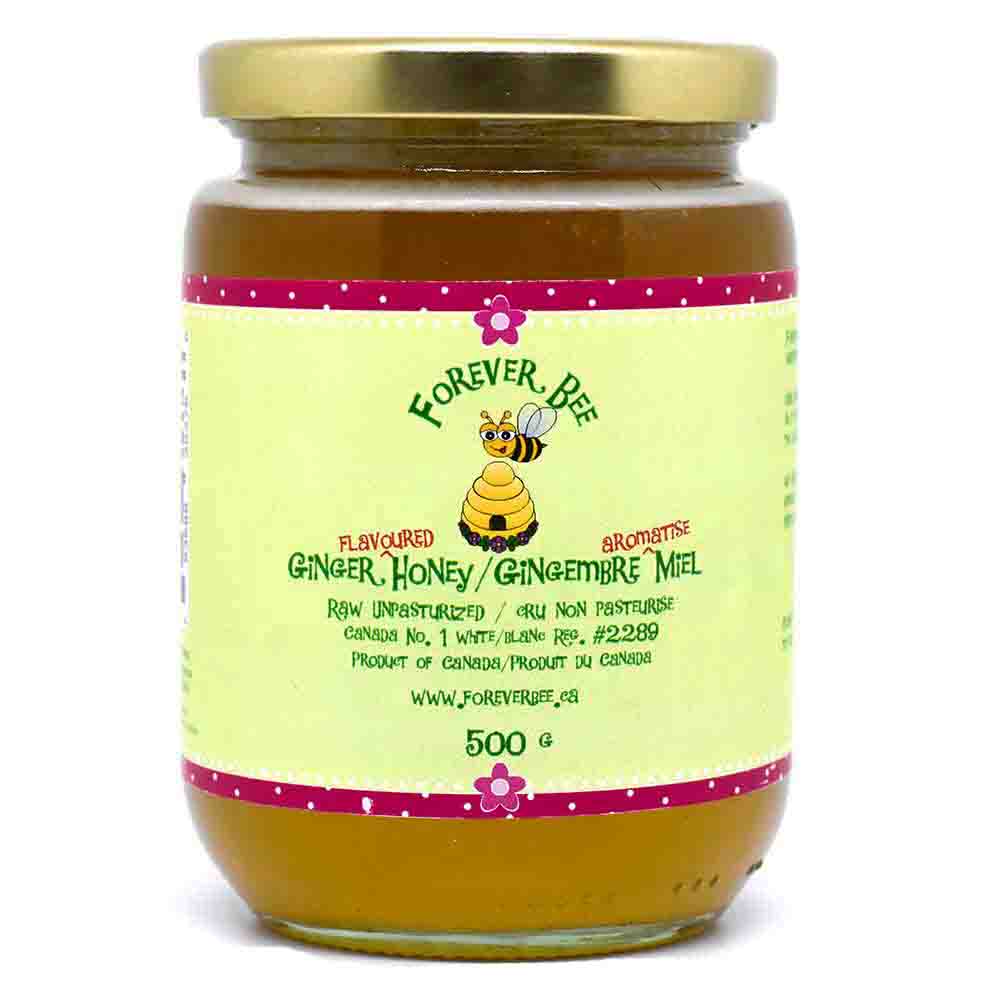 Forever Bee
Flavoured aromatise
Ginger ^ Honey / Gingembre ^ Miel
Raw Unpasturized / cru non pasteurise
Canada No. 1 White/Blanc Reg. #2289
Product of Canada/Produit du Canada
www.foreverbee.ca
500 G